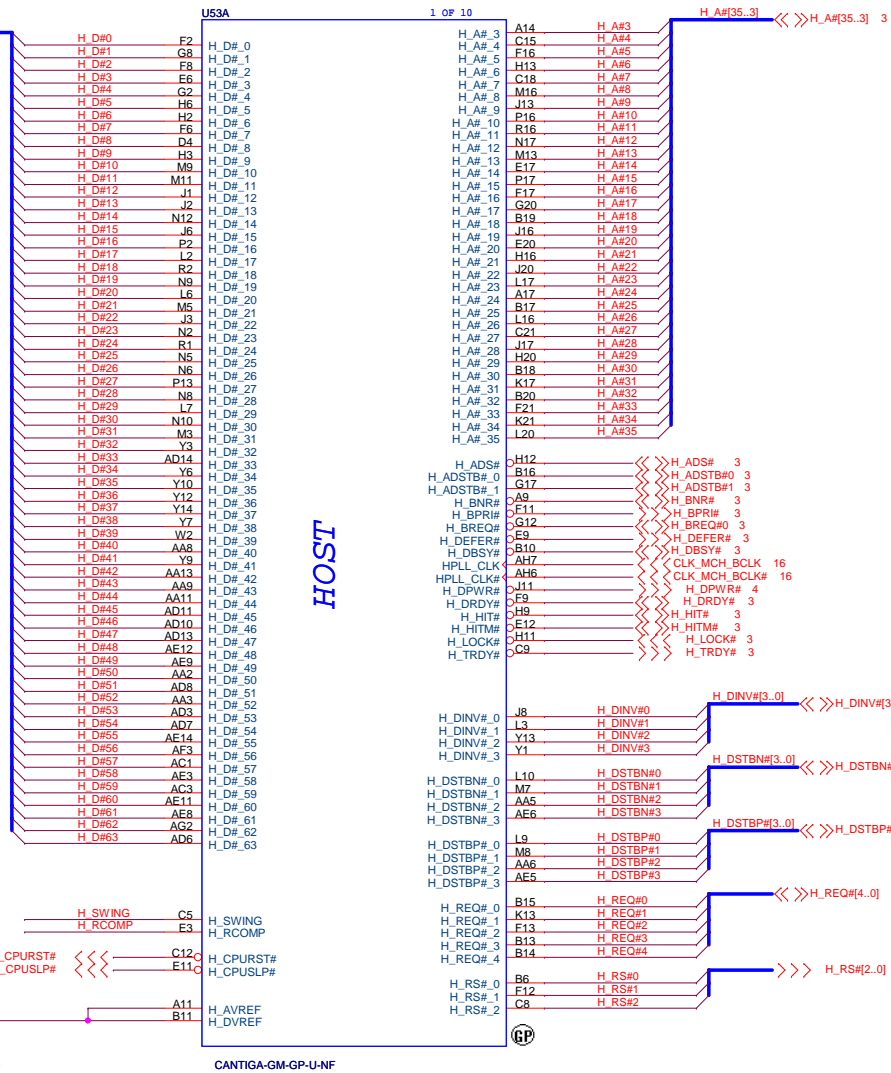 U53A 1 OF 10 H_A#[35..3] H_A#[35..3] 3
H_D#0 F2 H_D#_0
H_D#1 G8 H_D#_1
H_D#2 F8 H_D#_2
H_D#3 E6 H_D#_3
H_D#4 G2 H_D#_4
H_D#5 H6 H_D#_5
H_D#6 H2 H_D#_6
H_D#7 F6 H_D#_7
H_D#8 D4 H_D#_8
H_D#9 H3 H_D#_9
H_D#10 M9 H_D#_10
H_D#11 M11 H_D#_11
H_D#12 J1 H_D#_12
H_D#13 J2 H_D#_13
H_D#14 N12 H_D#_14
H_D#15 J6 H_D#_15
H_D#16 P2 H_D#_16
H_D#17 L2 H_D#_17
H_D#18 R2 H_D#_18
H_D#19 N9 H_D#_19
H_D#20 L6 H_D#_20
H_D#21 M5 H_D#_21
H_D#22 J3 H_D#_22
H_D#23 N2 H_D#_23
H_D#24 R1 H_D#_24
H_D#25 N5 H_D#_25
H_D#26 N6 H_D#_26
H_D#27 P13 H_D#_27
H_D#28 N8 H_D#_28
H_D#29 L7 H_D#_29
H_D#30 N10 H_D#_30
H_D#31 M3 H_D#_31
H_D#32 Y3 H_D#_32
H_D#33 AD14 H_D#_33
H_D#34 Y6 H_D#_34
H_D#35 Y10 H_D#_35
H_D#36 Y12 H_D#_36
H_D#37 Y14 H_D#_37
H_D#38 Y7 H_D#_38
H_D#39 W2 H_D#_39
H_D#40 AA8 H_D#_40
H_D#41 Y9 H_D#_41
H_D#42 AA13 H_D#_42
H_D#43 AA9 H_D#_43
H_D#44 AA11 H_D#_44
H_D#45 AD11 H_D#_45
H_D#46 AD10 H_D#_46
H_D#47 AD13 H_D#_47
H_D#48 AE12 H_D#_48
H_D#49 AE9 H_D#_49
H_D#50 AA2 H_D#_50
H_D#51 AD8 H_D#_51
H_D#52 AA3 H_D#_52
H_D#53 AD3 H_D#_53
H_D#54 AD7 H_D#_54
H_D#55 AE14 H_D#_55
H_D#56 AF3 H_D#_56
H_D#57 AC1 H_D#_57
H_D#58 AE3 H_D#_58
H_D#59 AC3 H_D#_59
H_D#60 AE11 H_D#_60
H_D#61 AE8 H_D#_61
H_D#62 AG2 H_D#_62
H_D#63 AD6 H_D#_63
H_SWING C5 H_SWING
H_RCOMP E3 H_RCOMP
_CPURST# C12 H_CPURST#
_CPUSLP# E11 H_CPUSLP#
A11 H_AVREF
B11 H_DVREF
HOST
H_A#_3 A14 H_A#3
H_A#_4 C15 H_A#4
H_A#_5 F16 H_A#5
H_A#_6 H13 H_A#6
H_A#_7 C18 H_A#7
H_A#_8 M16 H_A#8
H_A#_9 J13 H_A#9
H_A#_10 P16 H_A#10
H_A#_11 R16 H_A#11
H_A#_12 N17 H_A#12
H_A#_13 M13 H_A#13
H_A#_14 E17 H_A#14
H_A#_15 P17 H_A#15
H_A#_16 F17 H_A#16
H_A#_17 G20 H_A#17
H_A#_18 B19 H_A#18
H_A#_19 J16 H_A#19
H_A#_20 E20 H_A#20
H_A#_21 H16 H_A#21
H_A#_22 J20 H_A#22
H_A#_23 L17 H_A#23
H_A#_24 A17 H_A#24
H_A#_25 B17 H_A#25
H_A#_26 L16 H_A#26
H_A#_27 C21 H_A#27
H_A#_28 J17 H_A#28
H_A#_29 H20 H_A#29
H_A#_30 B18 H_A#30
H_A#_31 K17 H_A#31
H_A#_32 B20 H_A#32
H_A#_33 F21 H_A#33
H_A#_34 K21 H_A#34
H_A#_35 L20 H_A#35
H_ADS# H12 H_ADS# 3
H_ADSTB#_0 B16 H_ADSTB#0 3
H_ADSTB#_1 G17 H_ADSTB#1 3
H_BNR# A9 H_BNR# 3
H_BPRI# F11 H_BPRI# 3
H_BREQ# G12 H_BREQ#0 3
H_DEFER# E9 H_DEFER# 3
H_DBSY# B10 H_DBSY# 3
HPLL_CLK AH7 CLK_MCH_BCLK 16
HPLL_CLK# AH6 CLK_MCH_BCLK# 16
H_DPWR# J11 H_DPWR# 4
H_DRDY# F9 H_DRDY# 3
H_HIT# H9 H_HIT# 3
H_HITM# E12 H_HITM# 3
H_LOCK# H11 H_LOCK# 3
H_TRDY# C9 H_TRDY# 3
H_DINV#[3..0] H_DINV#[3
H_DINV#_0 J8 H_DINV#0
H_DINV#_1 L3 H_DINV#1
H_DINV#_2 Y13 H_DINV#2
H_DINV#_3 Y1 H_DINV#3
H_DSTBN#[3..0] H_DSTBN#
H_DSTBN#_0 L10 H_DSTBN#0
H_DSTBN#_1 M7 H_DSTBN#1
H_DSTBN#_2 AA5 H_DSTBN#2
H_DSTBN#_3 AE6 H_DSTBN#3
H_DSTBP#[3..0] H_DSTBP#
H_DSTBP#_0 L9 H_DSTBP#0
H_DSTBP#_1 M8 H_DSTBP#1
H_DSTBP#_2 AA6 H_DSTBP#2
H_DSTBP#_3 AE5 H_DSTBP#3
H_REQ#[4..0]
H_REQ#_0 B15 H_REQ#0
H_REQ#_1 K13 H_REQ#1
H_REQ#_2 F13 H_REQ#2
H_REQ#_3 B13 H_REQ#3
H_REQ#_4 B14 H_REQ#4
H_RS#[2..0]
H_RS#_0 B6 H_RS#0
H_RS#_1 F12 H_RS#1
H_RS#_2 C8 H_RS#2
GP
CANTIGA-GM-GP-U-NF